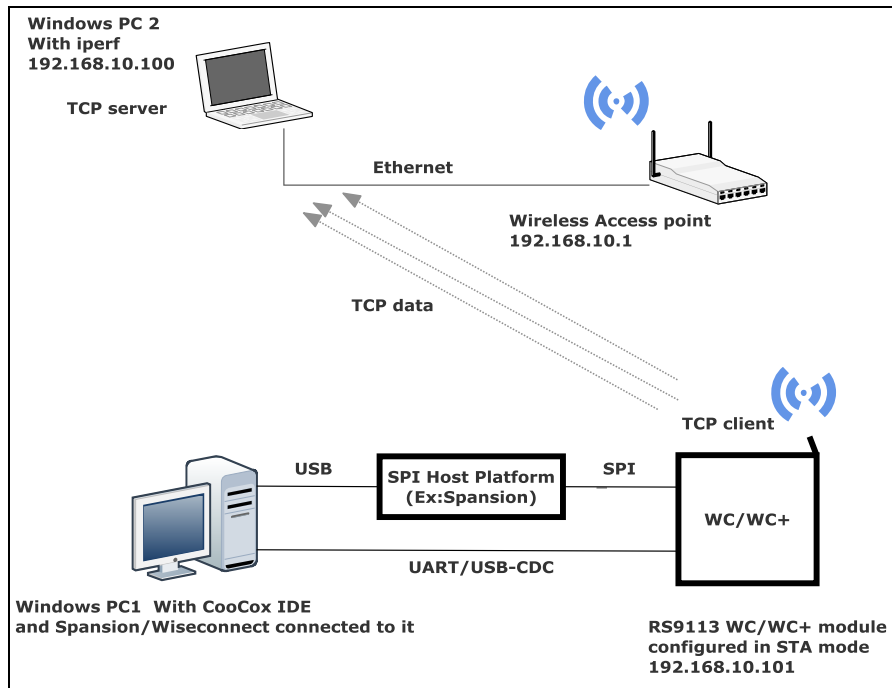 Windows PC 2
With iperf
192.168.10.100
TCP server
Ethernet
Wireless Access point
192.168.10.1
TCP data
TCP client
USB
SPI Host Platform
(Ex:Spansion)
SPI
WC/WC+
UART/USB-CDC
Windows PC1  With CooCox IDE
and Spansion/Wiseconnect connected to it
RS9113 WC/WC+ module
configured in STA mode
192.168.10.101